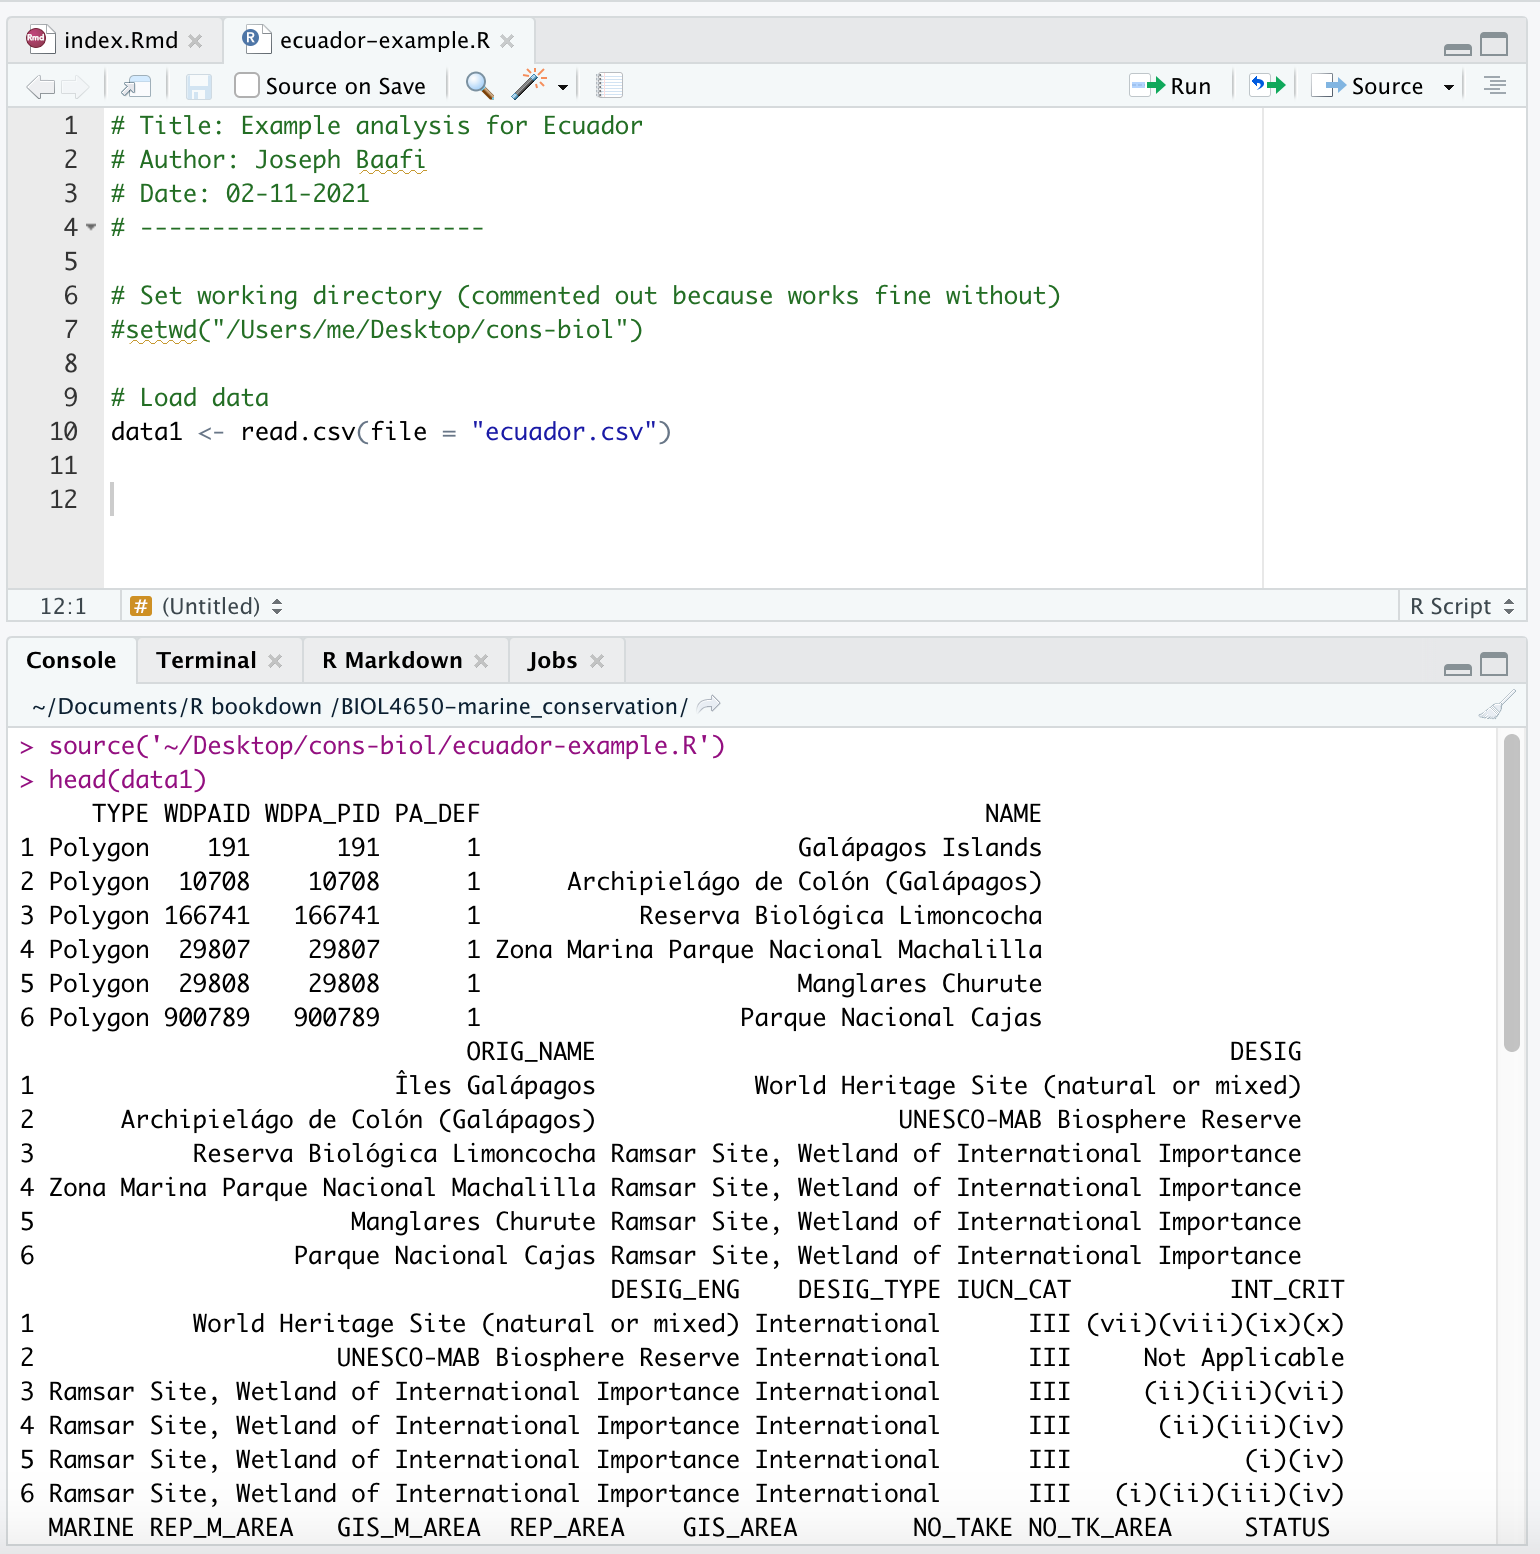 index.Rmd ecuador-example.R
Source on Save Run Source
1 # Title: Example analysis for Ecuador
2 # Author: Joseph Baafi
3 # Date: 02-11-2021
4 # ------------------------
5
6 # Set working directory (commented out because works fine without)
7 #setwd("/Users/me/Desktop/cons-biol")
8
9 # Load data
10 data1 <- read.csv(file = "ecuador.csv")
11
12
12:1 # (Untitled) R Script
Console Terminal R Markdown Jobs
~/Documents/R bookdown /BIOL4650-marine_conservation/
> source('~/Desktop/cons-biol/ecuador-example.R')
> head(data1)
TYPE WDPAID WDPA_PID PA_DEF NAME
1 Polygon 191 191 1 Galápagos Islands
2 Polygon 10708 10708 1 Archipielágo de Colón (Galápagos)
3 Polygon 166741 166741 1 Reserva Biológica Limoncocha
4 Polygon 29807 29807 1 Zona Marina Parque Nacional Machalilla
5 Polygon 29808 29808 1 Manglares Churute
6 Polygon 900789 900789 1 Parque Nacional Cajas
ORIG_NAME DESIG
1 Îles Galápagos World Heritage Site (natural or mixed)
2 Archipielágo de Colón (Galápagos) UNESCO-MAB Biosphere Reserve
3 Reserva Biológica Limoncocha Ramsar Site, Wetland of International Importance
4 Zona Marina Parque Nacional Machalilla Ramsar Site, Wetland of International Importance
5 Manglares Churute Ramsar Site, Wetland of International Importance
6 Parque Nacional Cajas Ramsar Site, Wetland of International Importance
DESIG_ENG DESIG_TYPE IUCN_CAT INT_CRIT
1 World Heritage Site (natural or mixed) International III (vii)(viii)(ix)(x)
2 UNESCO-MAB Biosphere Reserve International III Not Applicable
3 Ramsar Site, Wetland of International Importance International III (ii)(iii)(vii)
4 Ramsar Site, Wetland of International Importance International III (ii)(iii)(iv)
5 Ramsar Site, Wetland of International Importance International III (i)(iv)
6 Ramsar Site, Wetland of International Importance International III (i)(ii)(iii)(iv)
MARINE REP_M_AREA GIS_M_AREA REP_AREA GIS_AREA NO_TAKE NO_TK_AREA STATUS